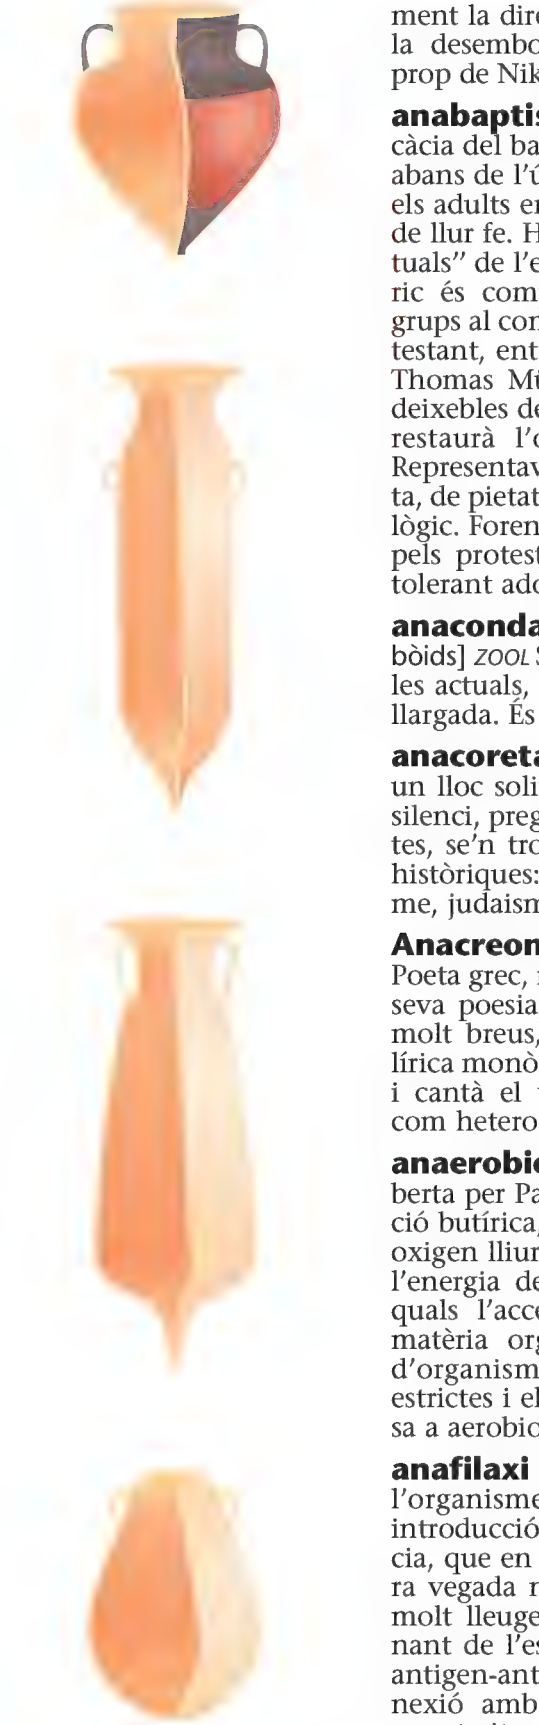 ment la dire
la desembo
prop de Nik
anabaptis
càcia del ba
abans de l’ú
els adults en
de llur fe. H
tuals” de l’e
ric és com
grups al con
testant, ent
Thomas Mü
deixebles de
restaurà l’o
Representav
ta, de pietat
lògic. Foren
pels protest
tolerant ado
anaconda
bòids] ZOOL S
les actuals,
llargada. És
anacoreta
un lloc soli
silenci, preg
tes, se’n tro
històriques:
me, judaism
Anacreon
Poeta grec,
seva poesia
molt breus,
lírica monò
i cantà el
com hetero
anaerobio
berta per Pa
ció butírica,
oxigen lliur
l’energia de
quals l’acce
matèria org
d’organism
estrictes i el
sa a aerobio
anafilaxi
l’organisme
introducció
cia, que en
ra vegada n
molt lleuge
nant de l’es
antigen-ant
nexió amb